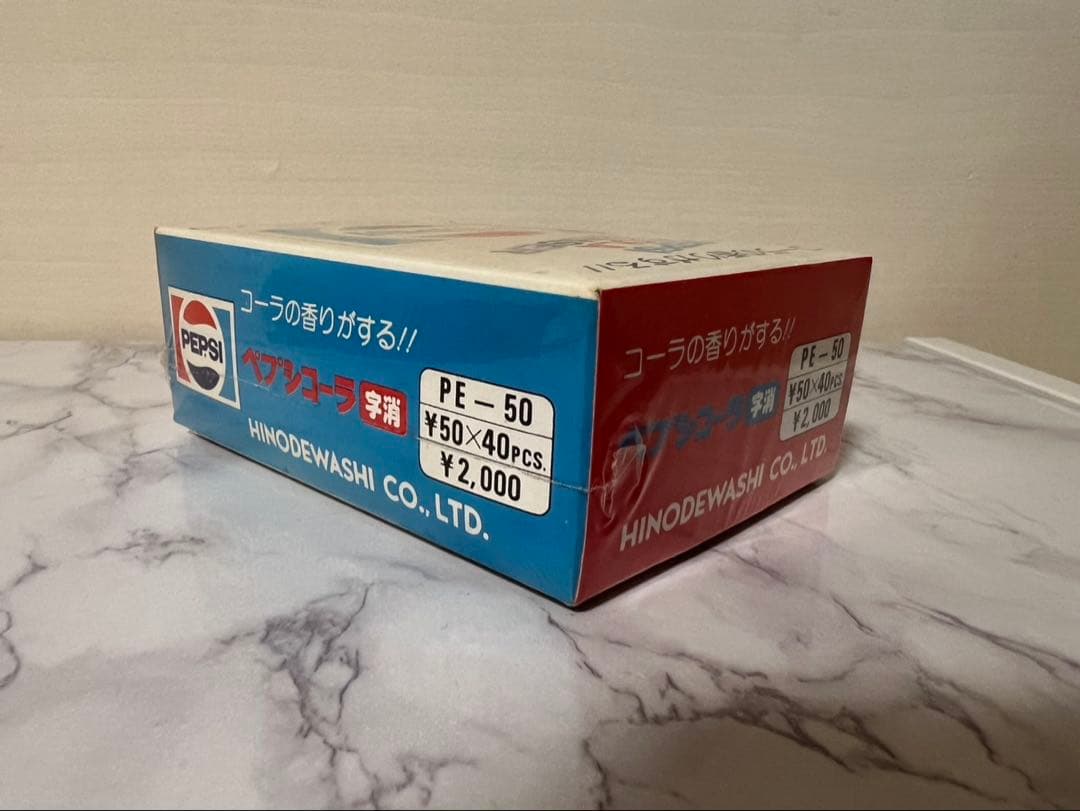 コーラの香りがする!!
PEPSI
ペプシコーラ字消
PE-50
¥50×40PCS.
¥2,000
HINODEWASHI CO., LTD.
コーラの香りがする!!
ペプシコーラ字消
PE-50
¥50×40PCS.
¥2,000
HINODEWASHI CO., LTD.